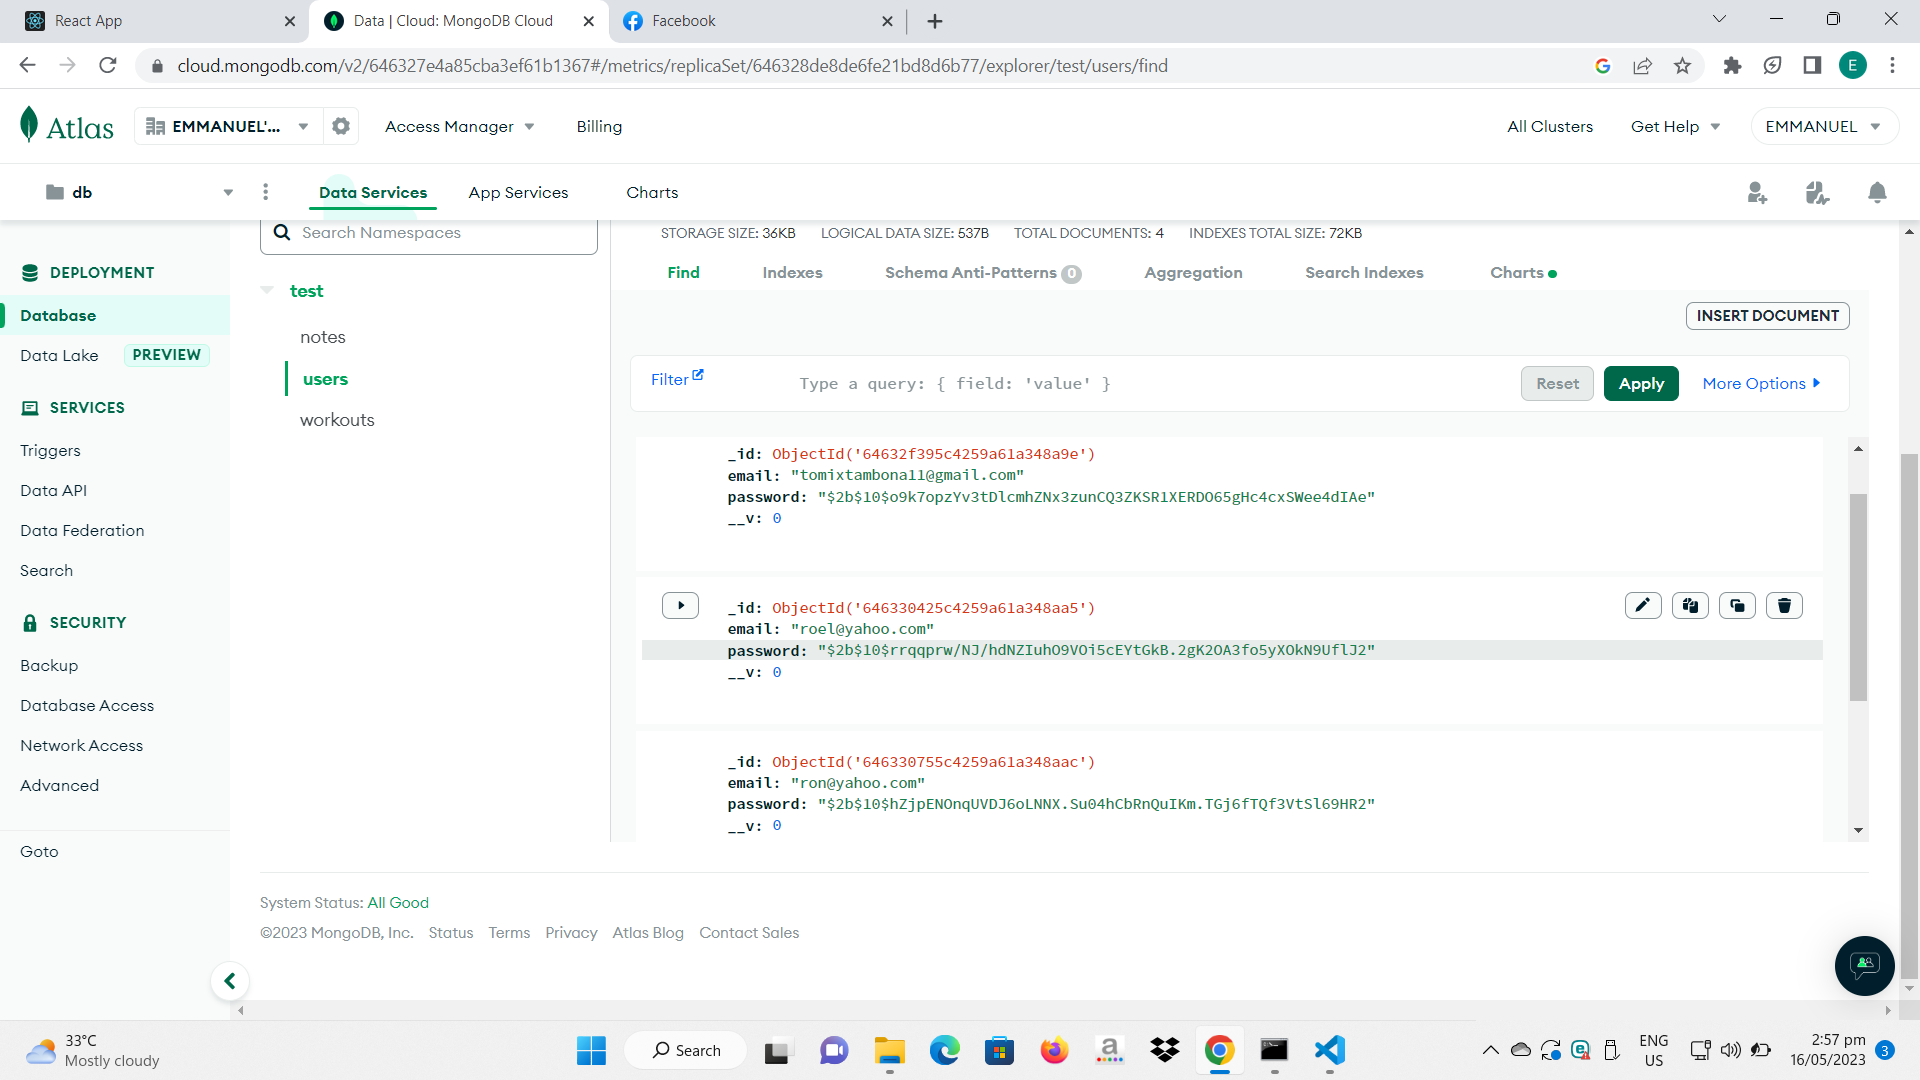 React App
Data | Cloud: MongoDB Cloud
Facebook
cloud.mongodb.com/v2/646327e4a85cba3ef61b1367#/metrics/replicaSet/646328de8de6fe21bd8d6b77/explorer/test/users/find
E
Atlas
EMMANUEL'...
Access Manager
Billing
All Clusters
Get Help
EMMANUEL
db
Data Services
App Services
Charts
DEPLOYMENT
Database
Data Lake PREVIEW
SERVICES
Triggers
Data API
Data Federation
Search
SECURITY
Backup
Database Access
Network Access
Advanced
Goto
Search Namespaces
test
notes
users
workouts
STORAGE SIZE: 36KB LOGICAL DATA SIZE: 537B TOTAL DOCUMENTS: 4 INDEXES TOTAL SIZE: 72KB
Find Indexes Schema Anti-Patterns 0 Aggregation Search Indexes Charts
INSERT DOCUMENT
Filter Type a query: { field: 'value' } Reset Apply More Options
_id: ObjectId('64632f395c4259a61a348a9e')
email: "tomixtambona11@gmail.com"
password: "$2b$10$o9k7opzYv3tDlcmhZNx3zunCQ3ZKSR1XERDO65gHc4cxSWee4dIAe"
__v: 0
_id: ObjectId('646330425c4259a61a348aa5')
email: "roel@yahoo.com"
password: "$2b$10$rrqqprw/NJ/hdNZIuhO9VOi5cEYtGkB.2gK2OA3fo5yXOkN9UflJ2"
__v: 0
_id: ObjectId('646330755c4259a61a348aac')
email: "ron@yahoo.com"
password: "$2b$10$hZjpENOnqUVDJ6oLNNX.Su04hCbRnQuIKm.TGj6fTQf3VtSl69HR2"
__v: 0
System Status: All Good
©2023 MongoDB, Inc. Status Terms Privacy Atlas Blog Contact Sales
33°C
Mostly cloudy
Search
ENG
US
2:57 pm
16/05/2023
3